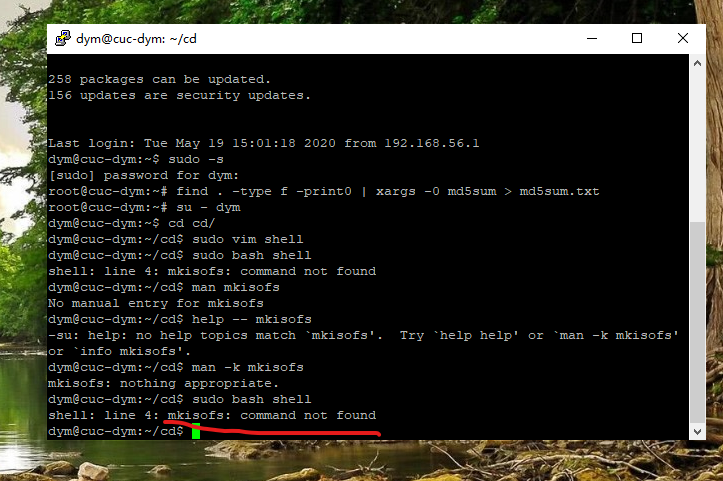 dym@cuc-dym: ~/cd
258 packages can be updated.
156 updates are security updates.
Last login: Tue May 19 15:01:18 2020 from 192.168.56.1
dym@cuc-dym:~$ sudo -s
[sudo] password for dym:
root@cuc-dym:~# find . -type f -print0 | xargs -0 md5sum > md5sum.txt
root@cuc-dym:~# su - dym
dym@cuc-dym:~$ cd cd/
dym@cuc-dym:~/cd$ sudo vim shell
dym@cuc-dym:~/cd$ sudo bash shell
shell: line 4: mkisofs: command not found
dym@cuc-dym:~/cd$ man mkisofs
No manual entry for mkisofs
dym@cuc-dym:~/cd$ help -- mkisofs
-su: help: no help topics match `mkisofs'.  Try `help help' or `man -k mkisofs'
or `info mkisofs'.
dym@cuc-dym:~/cd$ man -k mkisofs
mkisofs: nothing appropriate.
dym@cuc-dym:~/cd$ sudo bash shell
shell: line 4: mkisofs: command not found
dym@cuc-dym:~/cd$